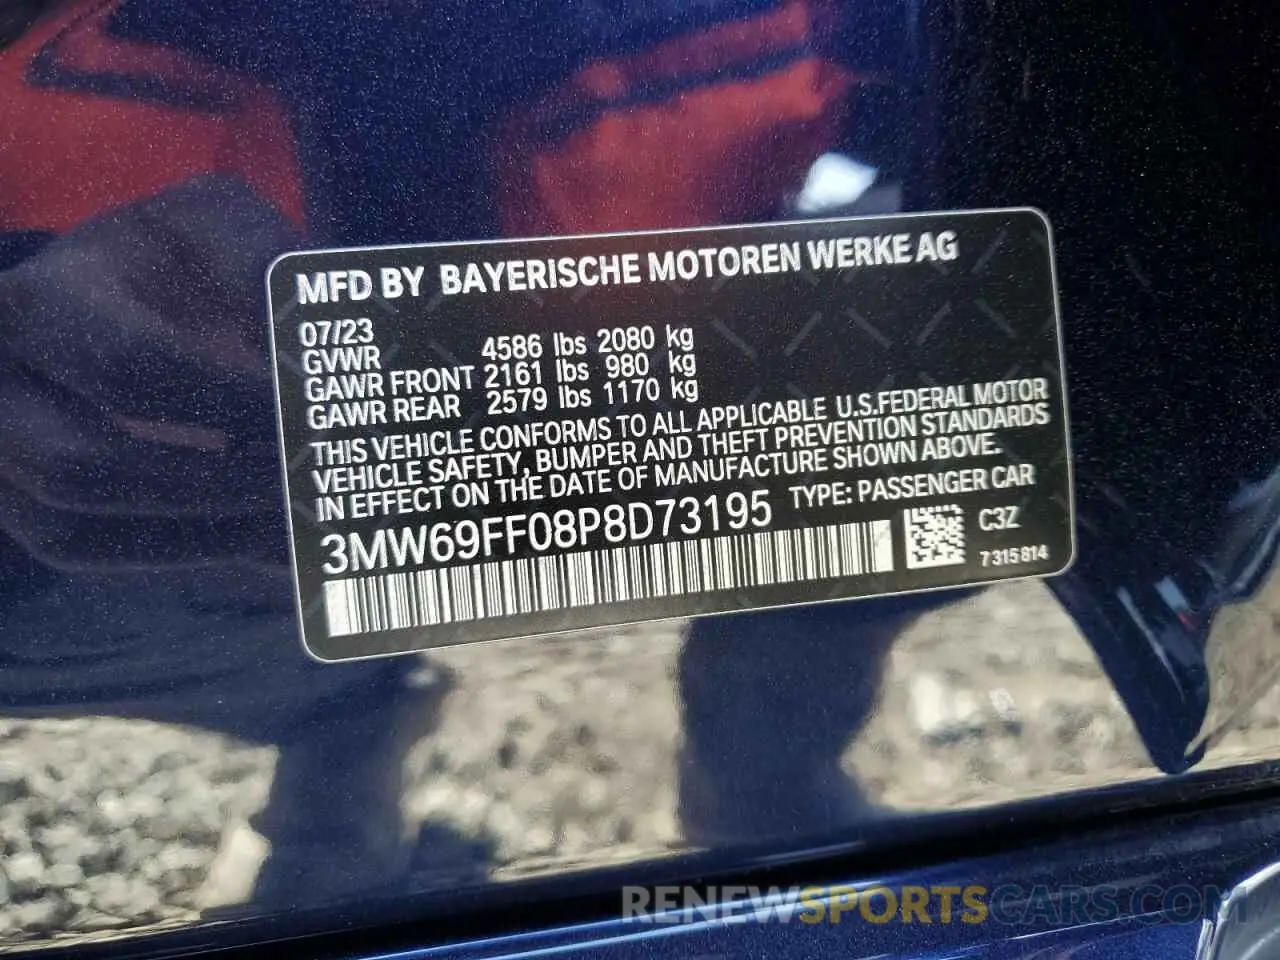 MFD BY BAYERISCHE MOTOREN WERKE AG
07/23
GVWR 4586 lbs 2080 kg
GAWR FRONT 2161 lbs 980 kg
GAWR REAR 2579 lbs 1170 kg
THIS VEHICLE CONFORMS TO ALL APPLICABLE U.S.FEDERAL MOTOR
VEHICLE SAFETY, BUMPER AND THEFT PREVENTION STANDARDS
IN EFFECT ON THE DATE OF MANUFACTURE SHOWN ABOVE.
3MW69FF08P8D73195 TYPE: PASSENGER CAR
C3Z
7315814
RENEWSPORTSCARS.COM